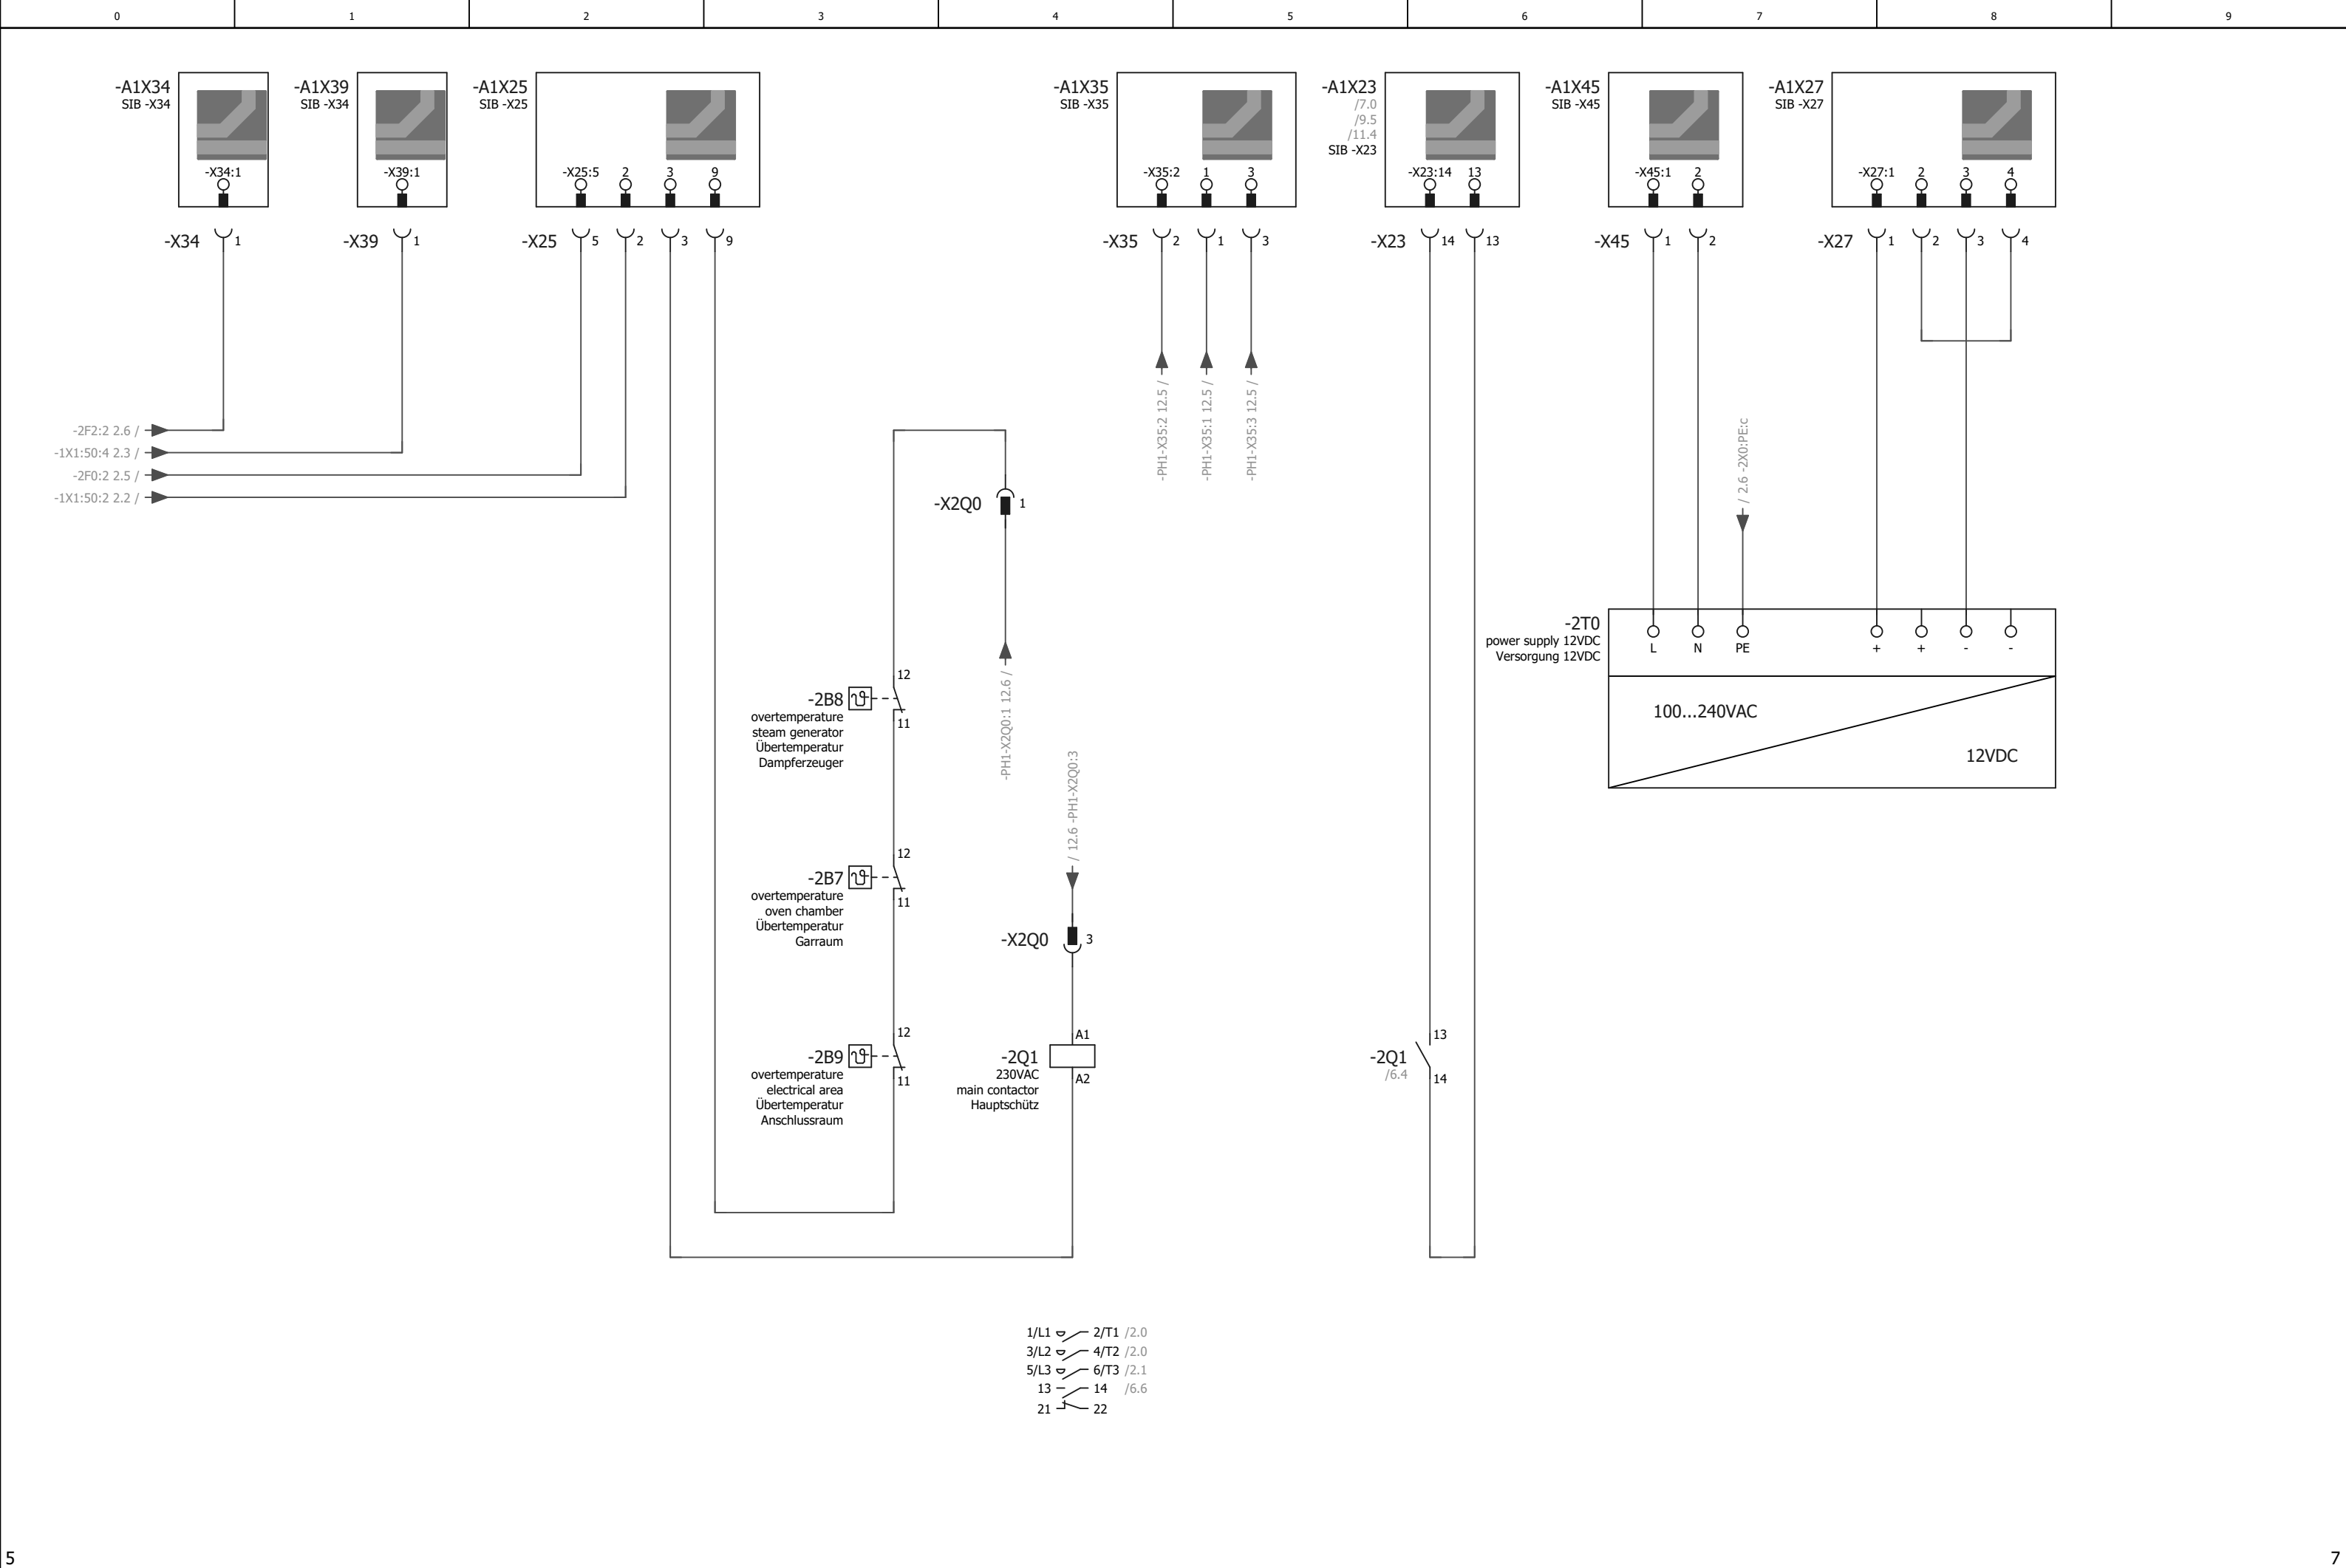 0 1 2 3 4 5 6 7 8 9
-A1X34
SIB -X34
-X34:1
-X34 1
-A1X39
SIB -X34
-X39:1
-X39 1
-A1X25
SIB -X25
-X25:5 2 3 9
-X25 5 2 3 9
-A1X35
SIB -X35
-X35:2 1 3
-X35 2 1 3
-A1X23
/7.0
/9.5
/11.4
SIB -X23
-X23:14 13
-X23 14 13
-A1X45
SIB -X45
-X45:1 2
-X45 1 2
-A1X27
SIB -X27
-X27:1 2 3 4
-X27 1 2 3 4
-2F2:2 2.6 /
-1X1:50:4 2.3 /
-2F0:2 2.5 /
-1X1:50:2 2.2 /
-PH1-X35:2 12.5 /
-PH1-X35:1 12.5 /
-PH1-X35:3 12.5 /
/ 2.6 -2X0:PE:c
-X2Q0 1
-PH1-X2Q0:1 12.6 /
-2T0
power supply 12VDC
Versorgung 12VDC
L N PE + + - -
100...240VAC
12VDC
12
-2B8
11
overtemperature
steam generator
Übertemperatur
Dampferzeuger
/ 12.6 -PH1-X2Q0:3
12
-2B7
11
overtemperature
oven chamber
Übertemperatur
Garraum
-X2Q0 3
12
-2B9
11
overtemperature
electrical area
Übertemperatur
Anschlussraum
A1
-2Q1
230VAC
A2
main contactor
Hauptschütz
13
-2Q1
/6.4
14
1/L1 2/T1 /2.0
3/L2 4/T2 /2.0
5/L3 6/T3 /2.1
13 14 /6.6
21 22
5 7